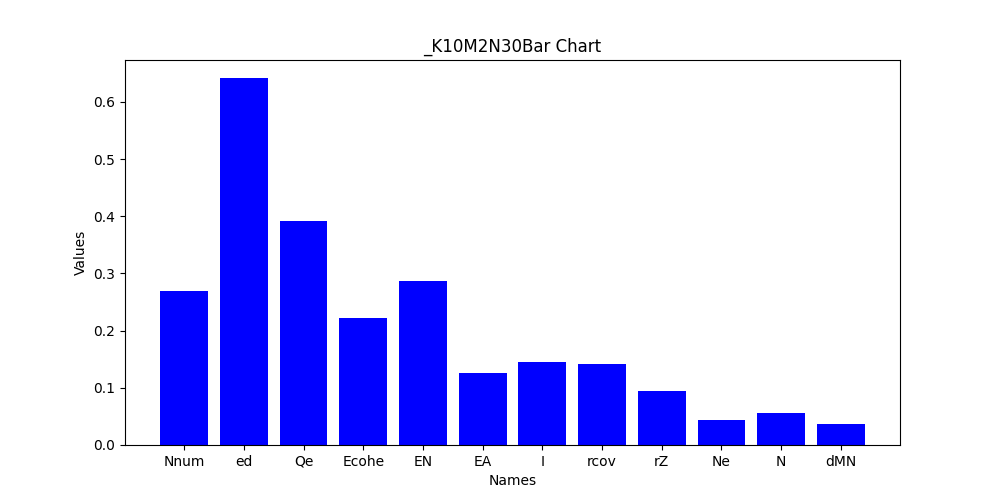 _K10M2N30Bar Chart
Values
0.6
0.5
0.4
0.3
0.2
0.1
0.0
Nnum ed Qe Ecohe EN EA I rcov rZ Ne N dMN
Names